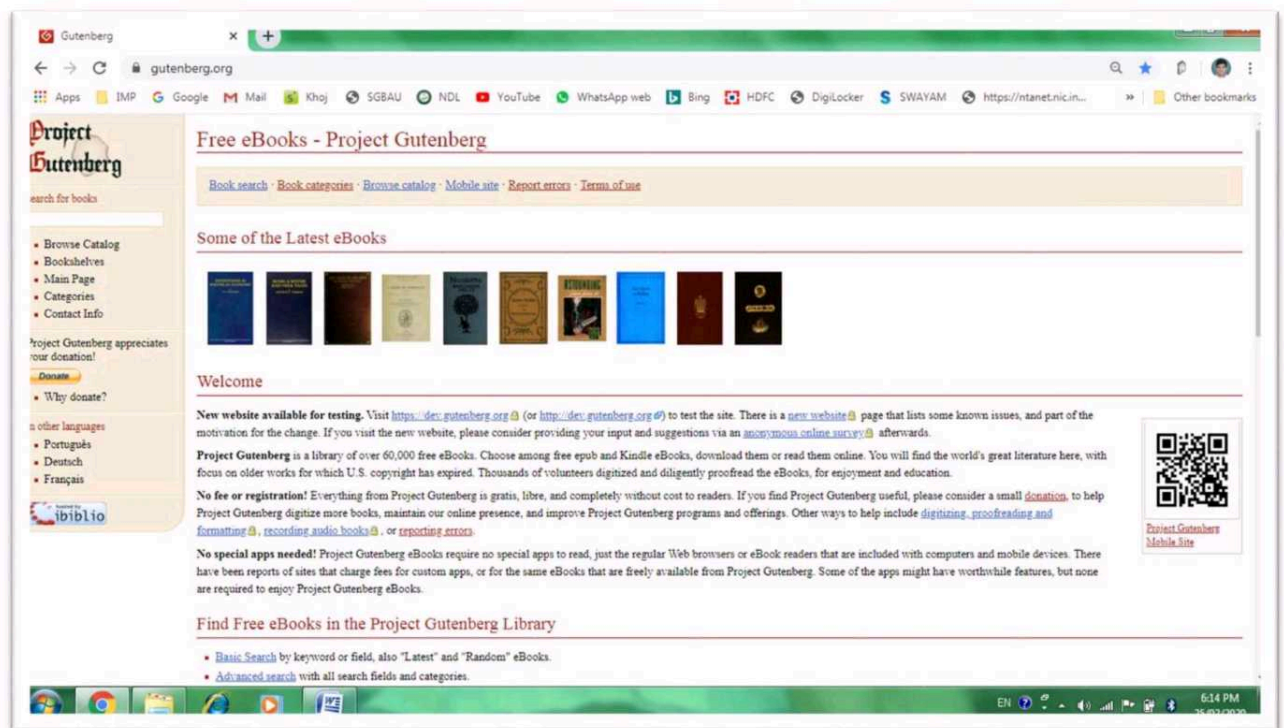 Gutenberg
gutenberg.org
Apps IMP Google Mail Khoj SGBAU NDL YouTube WhatsApp web Bing HDFC DigiLocker SWAYAM https://ntanet.nic.in... » Other bookmarks
Project
Gutenberg
earch for books
Browse Catalog
Bookshelves
Main Page
Categories
Contact Info
Project Gutenberg appreciates
your donation!
Donate
Why donate?
n other languages
Português
Deutsch
Français
hosted by
ibiblio
Free eBooks - Project Gutenberg
Book search · Book categories · Browse catalog · Mobile site · Report errors · Terms of use
Some of the Latest eBooks
ASTOUNDING
Welcome
New website available for testing. Visit https://dev.gutenberg.org (or http://dev.gutenberg.org) to test the site. There is a new website page that lists some known issues, and part of the
motivation for the change. If you visit the new website, please consider providing your input and suggestions via an anonymous online survey afterwards.
Project Gutenberg is a library of over 60,000 free eBooks. Choose among free epub and Kindle eBooks, download them or read them online. You will find the world's great literature here, with
focus on older works for which U.S. copyright has expired. Thousands of volunteers digitized and diligently proofread the eBooks, for enjoyment and education.
No fee or registration! Everything from Project Gutenberg is gratis, libre, and completely without cost to readers. If you find Project Gutenberg useful, please consider a small donation, to help
Project Gutenberg digitize more books, maintain our online presence, and improve Project Gutenberg programs and offerings. Other ways to help include digitizing, proofreading and
formatting, recording audio books, or reporting errors.
No special apps needed! Project Gutenberg eBooks require no special apps to read, just the regular Web browsers or eBook readers that are included with computers and mobile devices. There
have been reports of sites that charge fees for custom apps, or for the same eBooks that are freely available from Project Gutenberg. Some of the apps might have worthwhile features, but none
are required to enjoy Project Gutenberg eBooks.
Project Gutenberg
Mobile Site
Find Free eBooks in the Project Gutenberg Library
Basic Search by keyword or field, also "Latest" and "Random" eBooks.
Advanced search with all search fields and categories.
EN 6:14 PM
25/02/2020